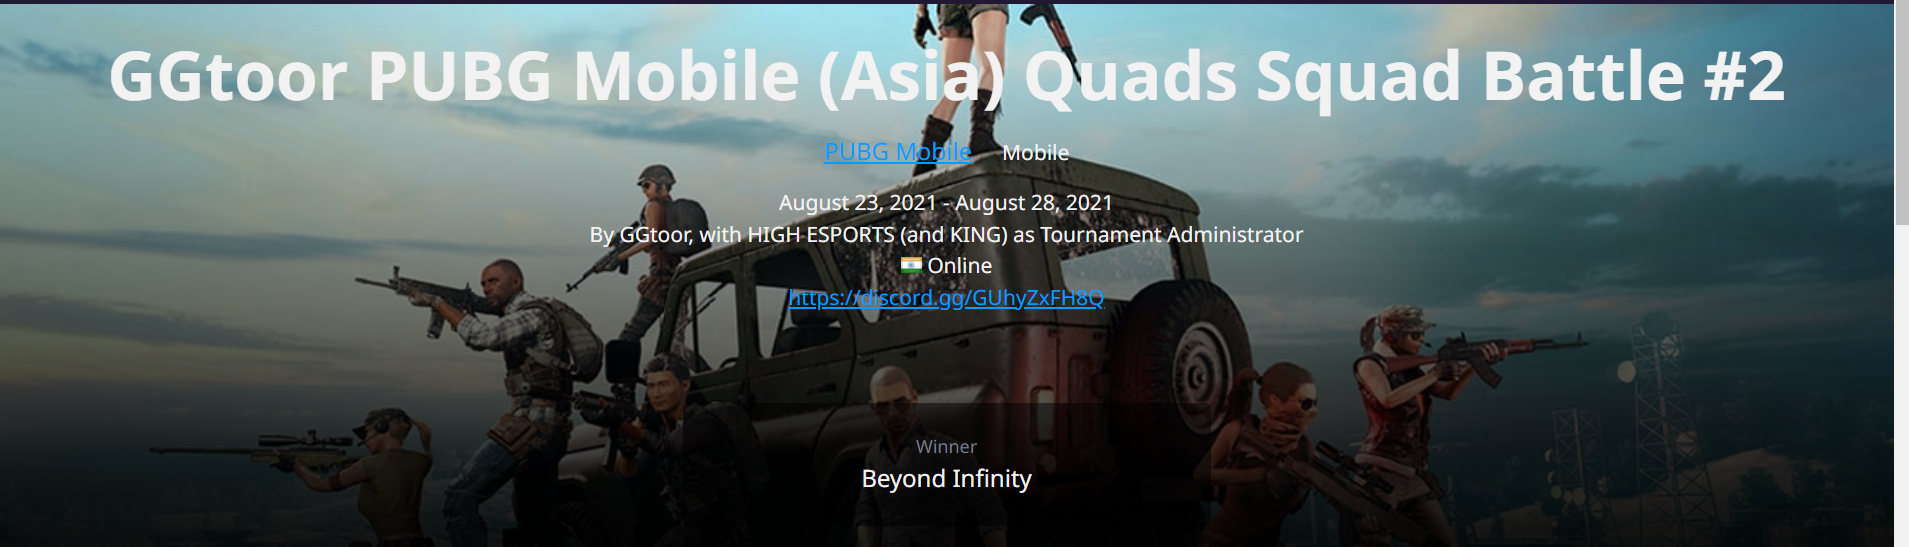 GGtoor PUBG Mobile (Asia) Quads Squad Battle #2
PUBG Mobile Mobile
August 23, 2021 - August 28, 2021
By GGtoor, with HIGH ESPORTS (and KING) as Tournament Administrator
🇮🇳 Online
https://discord.gg/GUhyZxFH8Q
Winner
Beyond Infinity